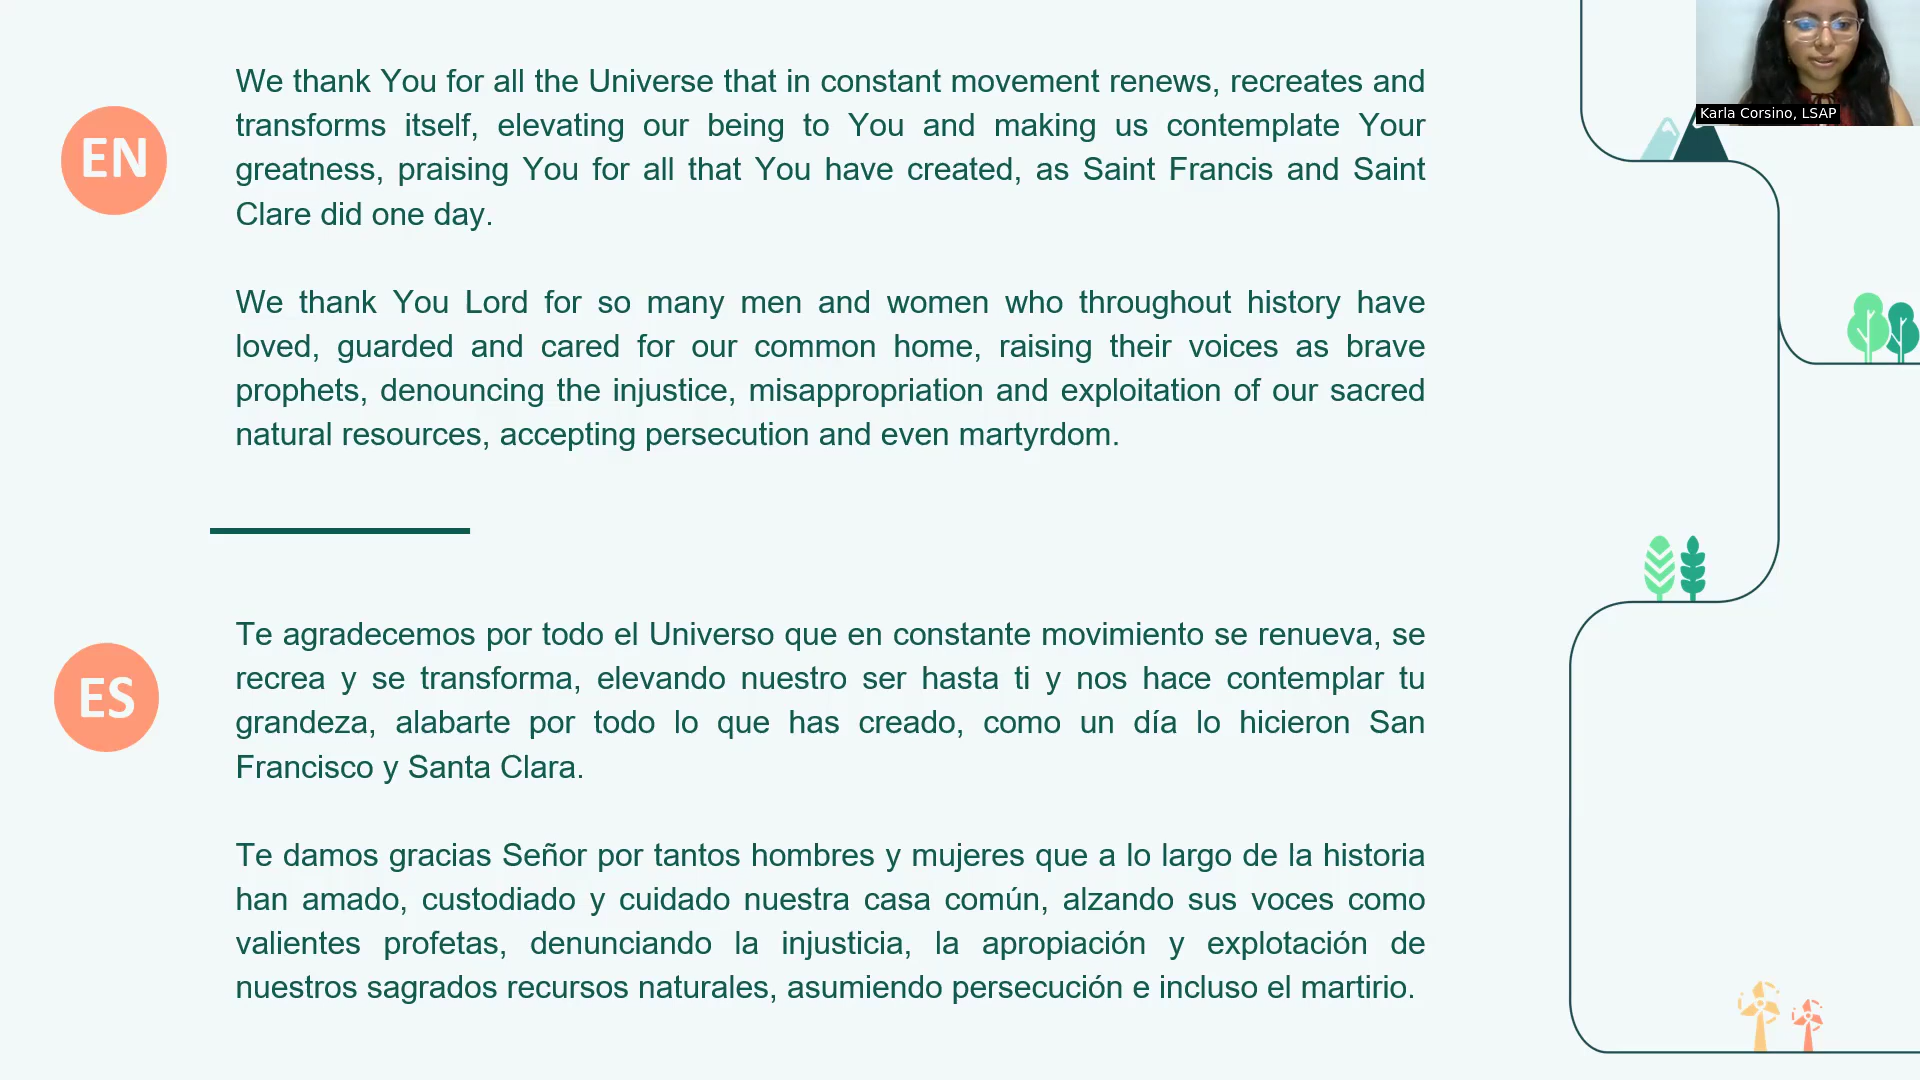 We thank You for all the Universe that in constant movement renews, recreates and
transforms itself, elevating our being to You and making us contemplate Your
greatness, praising You for all that You have created, as Saint Francis and Saint
Clare did one day.
We thank You Lord for so many men and women who throughout history have
loved, guarded and cared for our common home, raising their voices as brave
prophets, denouncing the injustice, misappropriation and exploitation of our sacred
natural resources, accepting persecution and even martyrdom.
EN
Karla Corsino, LSAP
Te agradecemos por todo el Universo que en constante movimiento se renueva, se
recrea y se transforma, elevando nuestro ser hasta ti y nos hace contemplar tu
grandeza, alabarte por todo lo que has creado, como un día lo hicieron San
Francisco y Santa Clara.
Te damos gracias Señor por tantos hombres y mujeres que a lo largo de la historia
han amado, custodiado y cuidado nuestra casa común, alzando sus voces como
valientes profetas, denunciando la injusticia, la apropiación y explotación de
nuestros sagrados recursos naturales, asumiendo persecución e incluso el martirio.
ES